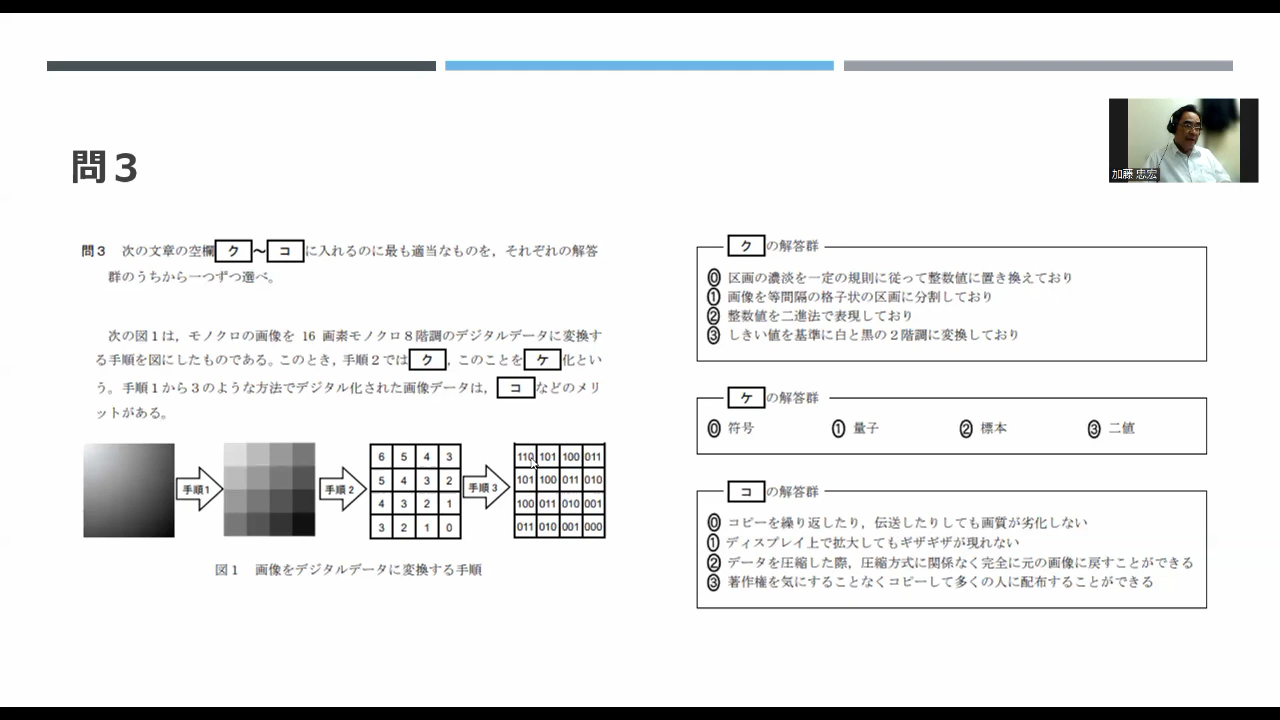 問３
加藤 忠宏
問３　次の文章の空欄 ク ～ コ に入れるのに最も適当なものを，それぞれの解答
群のうちから一つずつ選べ。
次の図１は，モノクロの画像を 16 画素モノクロ８階調のデジタルデータに変換す
る手順を図にしたものである。このとき，手順２では ク ，このことを ケ 化とい
う。手順１から３のような方法でデジタル化された画像データは， コ などのメリ
ットがある。
手順1
手順２
手順３
6 5 4 3
5 4 3 2
4 3 2 1
3 2 1 0
110 101 100 011
101 100 011 010
100 011 010 001
011 010 001 000
図１　画像をデジタルデータに変換する手順
ク の解答群
⓪ 区画の濃淡を一定の規則に従って整数値に置き換えており
① 画像を等間隔の格子状の区画に分割しており
② 整数値を二進法で表現しており
③ しきい値を基準に白と黒の２階調に変換しており
ケ の解答群
⓪ 符号　① 量子　② 標本　③ 二値
コ の解答群
⓪ コピーを繰り返したり，伝送したりしても画質が劣化しない
① ディスプレイ上で拡大してもギザギザが現れない
② データを圧縮した際，圧縮方式に関係なく完全に元の画像に戻すことができる
③ 著作権を気にすることなくコピーして多くの人に配布することができる